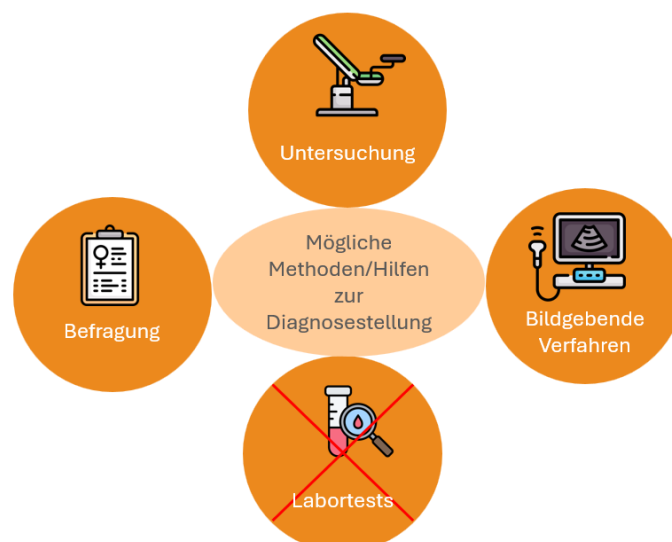 Untersuchung
Mögliche
Methoden/Hilfen
zur
Diagnosestellung
Befragung
Bildgebende
Verfahren
Labortests